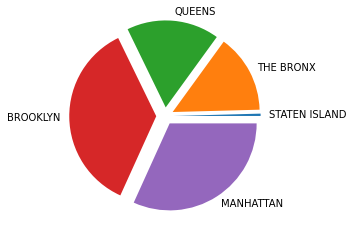 QUEENS
THE BRONX
STATEN ISLAND
BROOKLYN
MANHATTAN